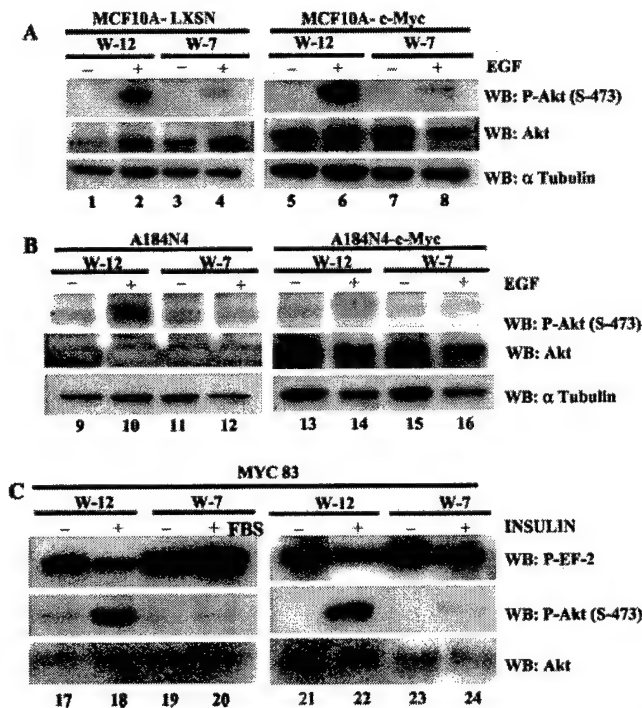 A
MCF10A- LXSN
MCF10A- c-Myc
W-12 W-7 W-12 W-7
− + − + − + − + EGF
WB: P-Akt (S-473)
WB: Akt
WB: α Tubulin
1 2 3 4 5 6 7 8
B
A184N4
A184N4-c-Myc
W-12 W-7 W-12 W-7
− + − + − + − + EGF
WB: P-Akt (S-473)
WB: Akt
WB: α Tubulin
9 10 11 12 13 14 15 16
C
MYC 83
W-12 W-7 W-12 W-7
− + − + FBS − + − + INSULIN
WB: P-EF-2
WB: P-Akt (S-473)
WB: Akt
17 18 19 20 21 22 23 24